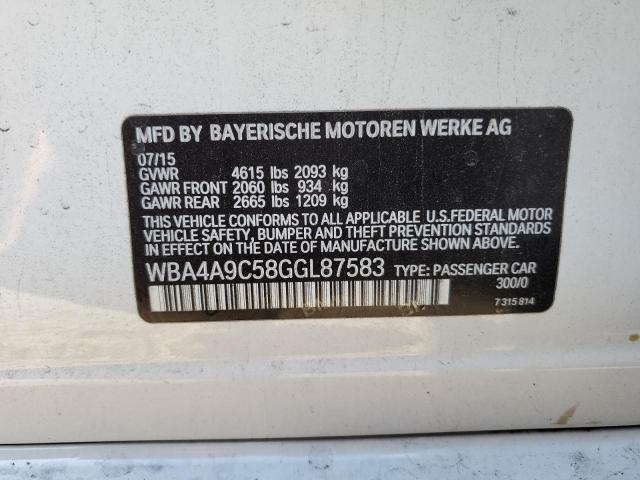 MFD BY BAYERISCHE MOTOREN WERKE AG
07/15
GVWR 4615 lbs 2093 kg
GAWR FRONT 2060 lbs 934 kg
GAWR REAR 2665 lbs 1209 kg
THIS VEHICLE CONFORMS TO ALL APPLICABLE U.S.FEDERAL MOTOR
VEHICLE SAFETY, BUMPER AND THEFT PREVENTION STANDARDS
IN EFFECT ON THE DATE OF MANUFACTURE SHOWN ABOVE.
WBA4A9C58GGL87583 TYPE: PASSENGER CAR
300/0
7 315 814